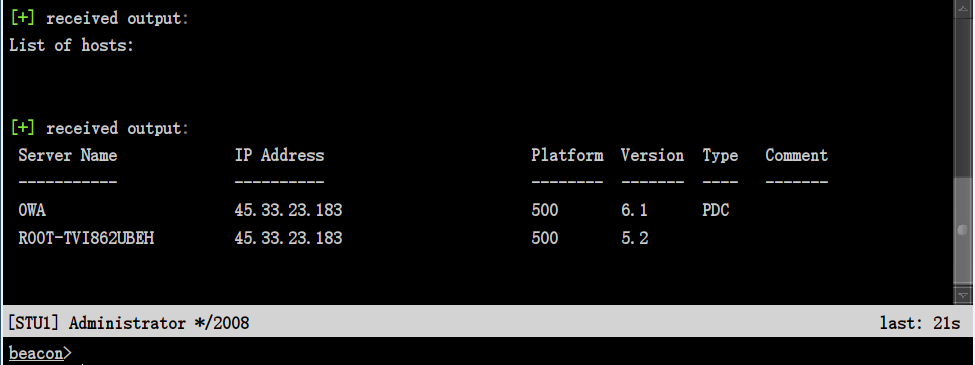 [+] received output:
List of hosts:
[+] received output:
Server Name IP Address Platform Version Type Comment
----------- ---------- -------- ------- ---- -------
OWA 45.33.23.183 500 6.1 PDC
ROOT-TVI862UBEH 45.33.23.183 500 5.2
[STU1] Administrator */2008 last: 21s
beacon>